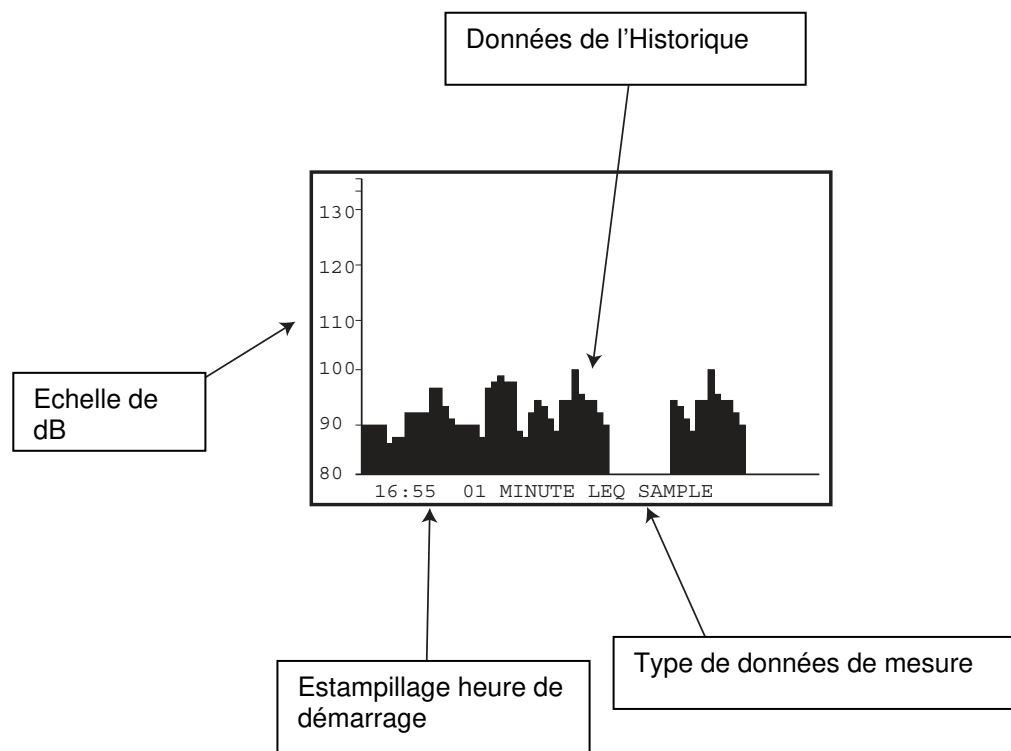 Données de l'Historique
130
120
110
100
90
80
Echelle de
dB
16:55 01 MINUTE LEQ SAMPLE
Estampillage heure de
démarrage
Type de données de mesure